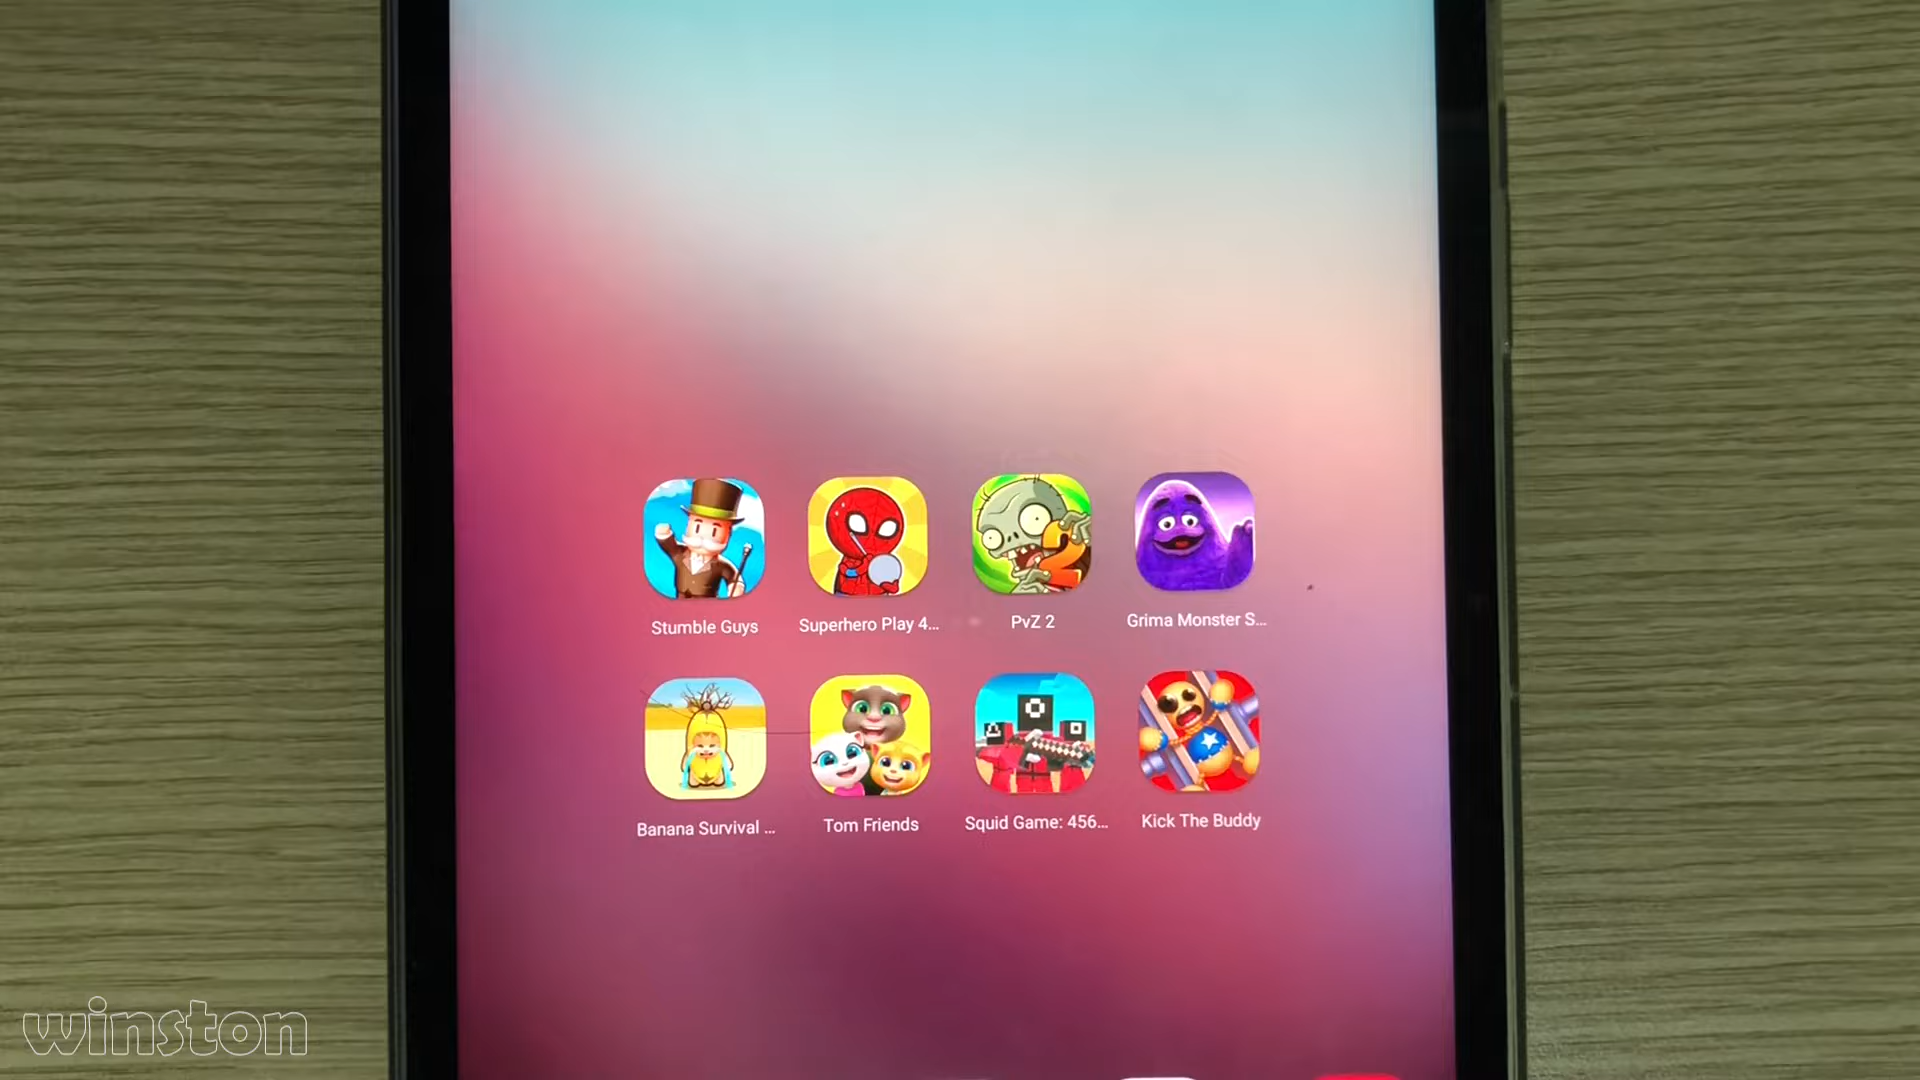 Stumble Guys
Superhero Play 4...
PvZ 2
Grima Monster S...
Banana Survival ...
Tom Friends
Squid Game: 456...
Kick The Buddy
2
winston